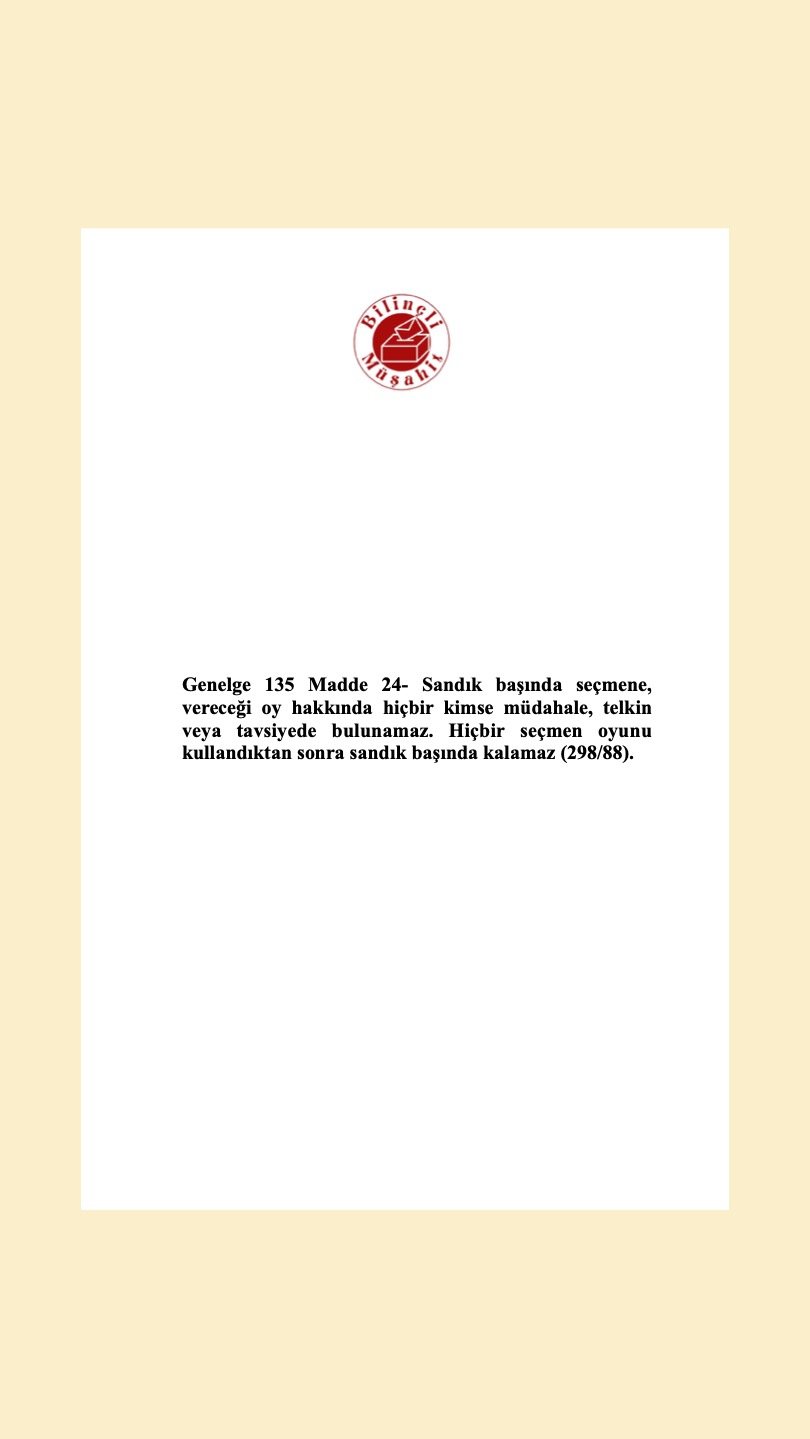 Bilinçli
Müşahit
Genelge 135 Madde 24- Sandık başında seçmene,
vereceği oy hakkında hiçbir kimse müdahale, telkin
veya tavsiyede bulunamaz. Hiçbir seçmen oyunu
kullandıktan sonra sandık başında kalamaz (298/88).